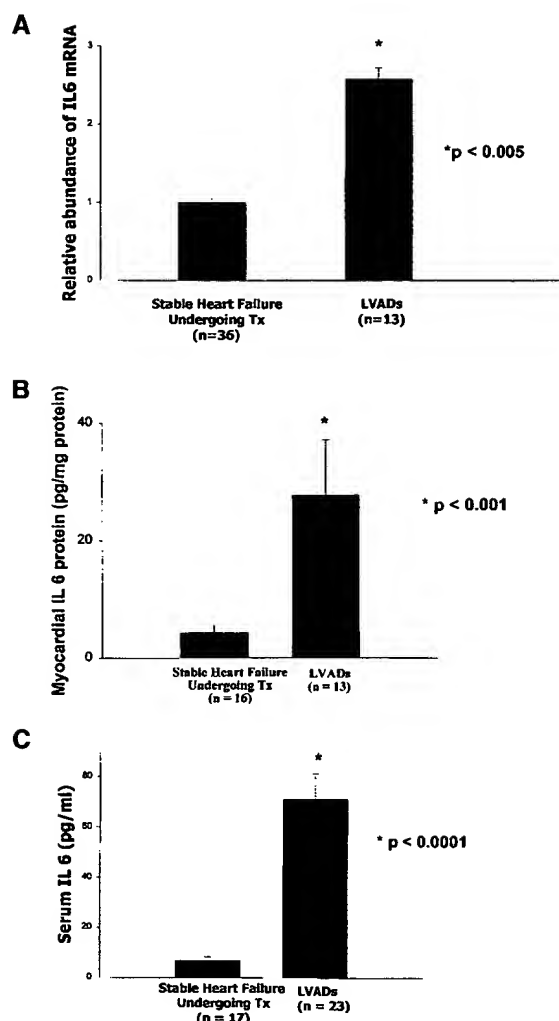 A
Relative abundance of IL6 mRNA
3
2
1
0
*
*p < 0.005
Stable Heart Failure
Undergoing Tx
(n=36)
LVADs
(n=13)
B
Myocardial IL 6 protein (pg/mg protein)
40
20
0
*
* p < 0.001
Stable Heart Failure
Undergoing Tx
(n = 16)
LVADs
(n = 13)
C
Serum IL 6 (pg/ml)
80
60
40
20
0
*
* p < 0.0001
Stable Heart Failure
Undergoing Tx
(n = 17)
LVADs
(n = 23)